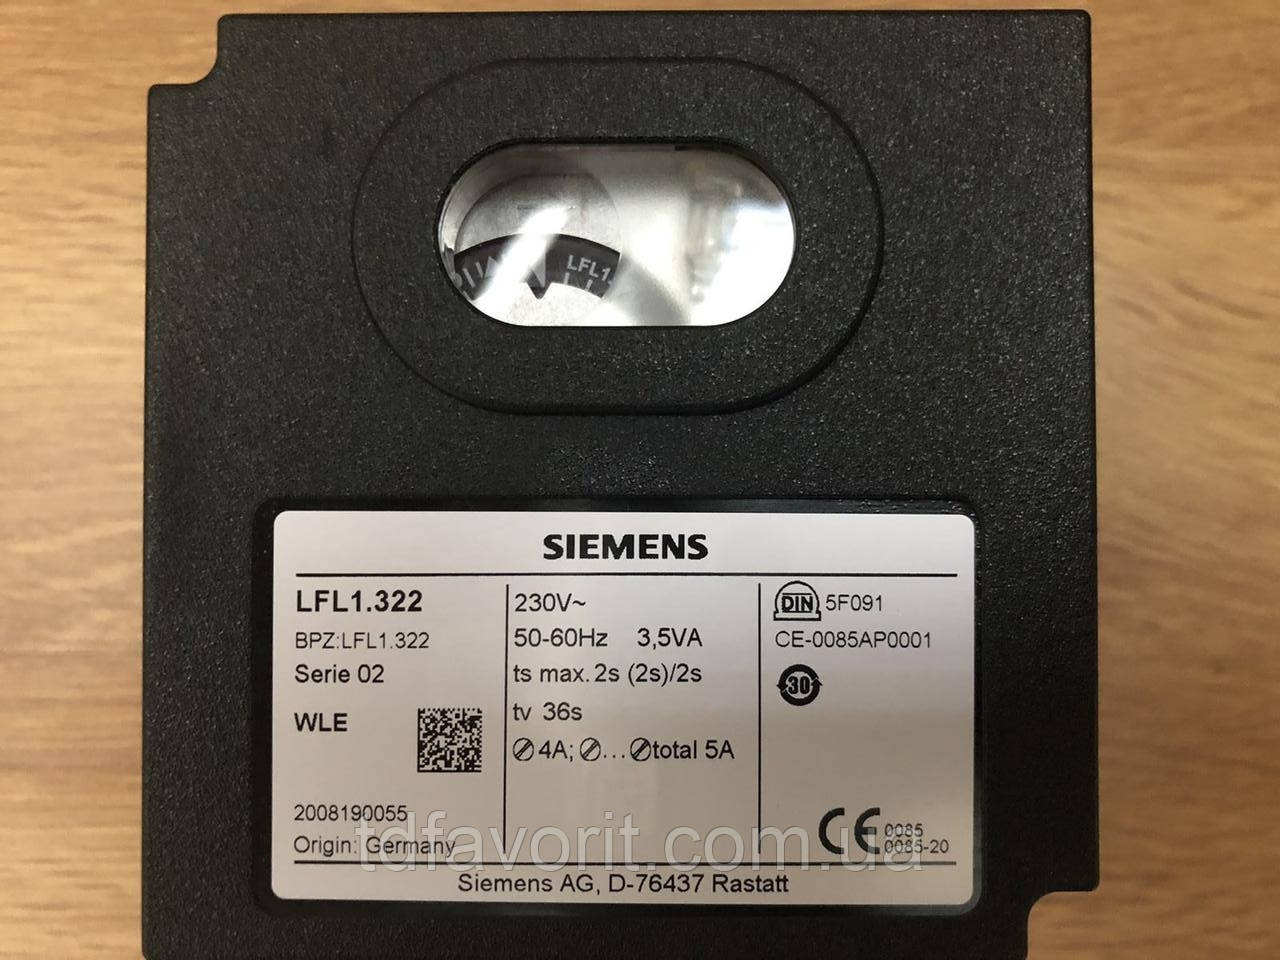 LFL1.
SIEMENS
LFL1.322
BPZ:LFL1.322
Serie 02
WLE
2008190055
Origin: Germany
230V~
50-60Hz 3,5VA
ts max. 2s (2s)/2s
tv 36s
4A; ... total 5A
DIN 5F091
CE-0085AP0001
30
CE 0085
0085-20
Siemens AG, D-76437 Rastatt
tdfavorit.com.ua